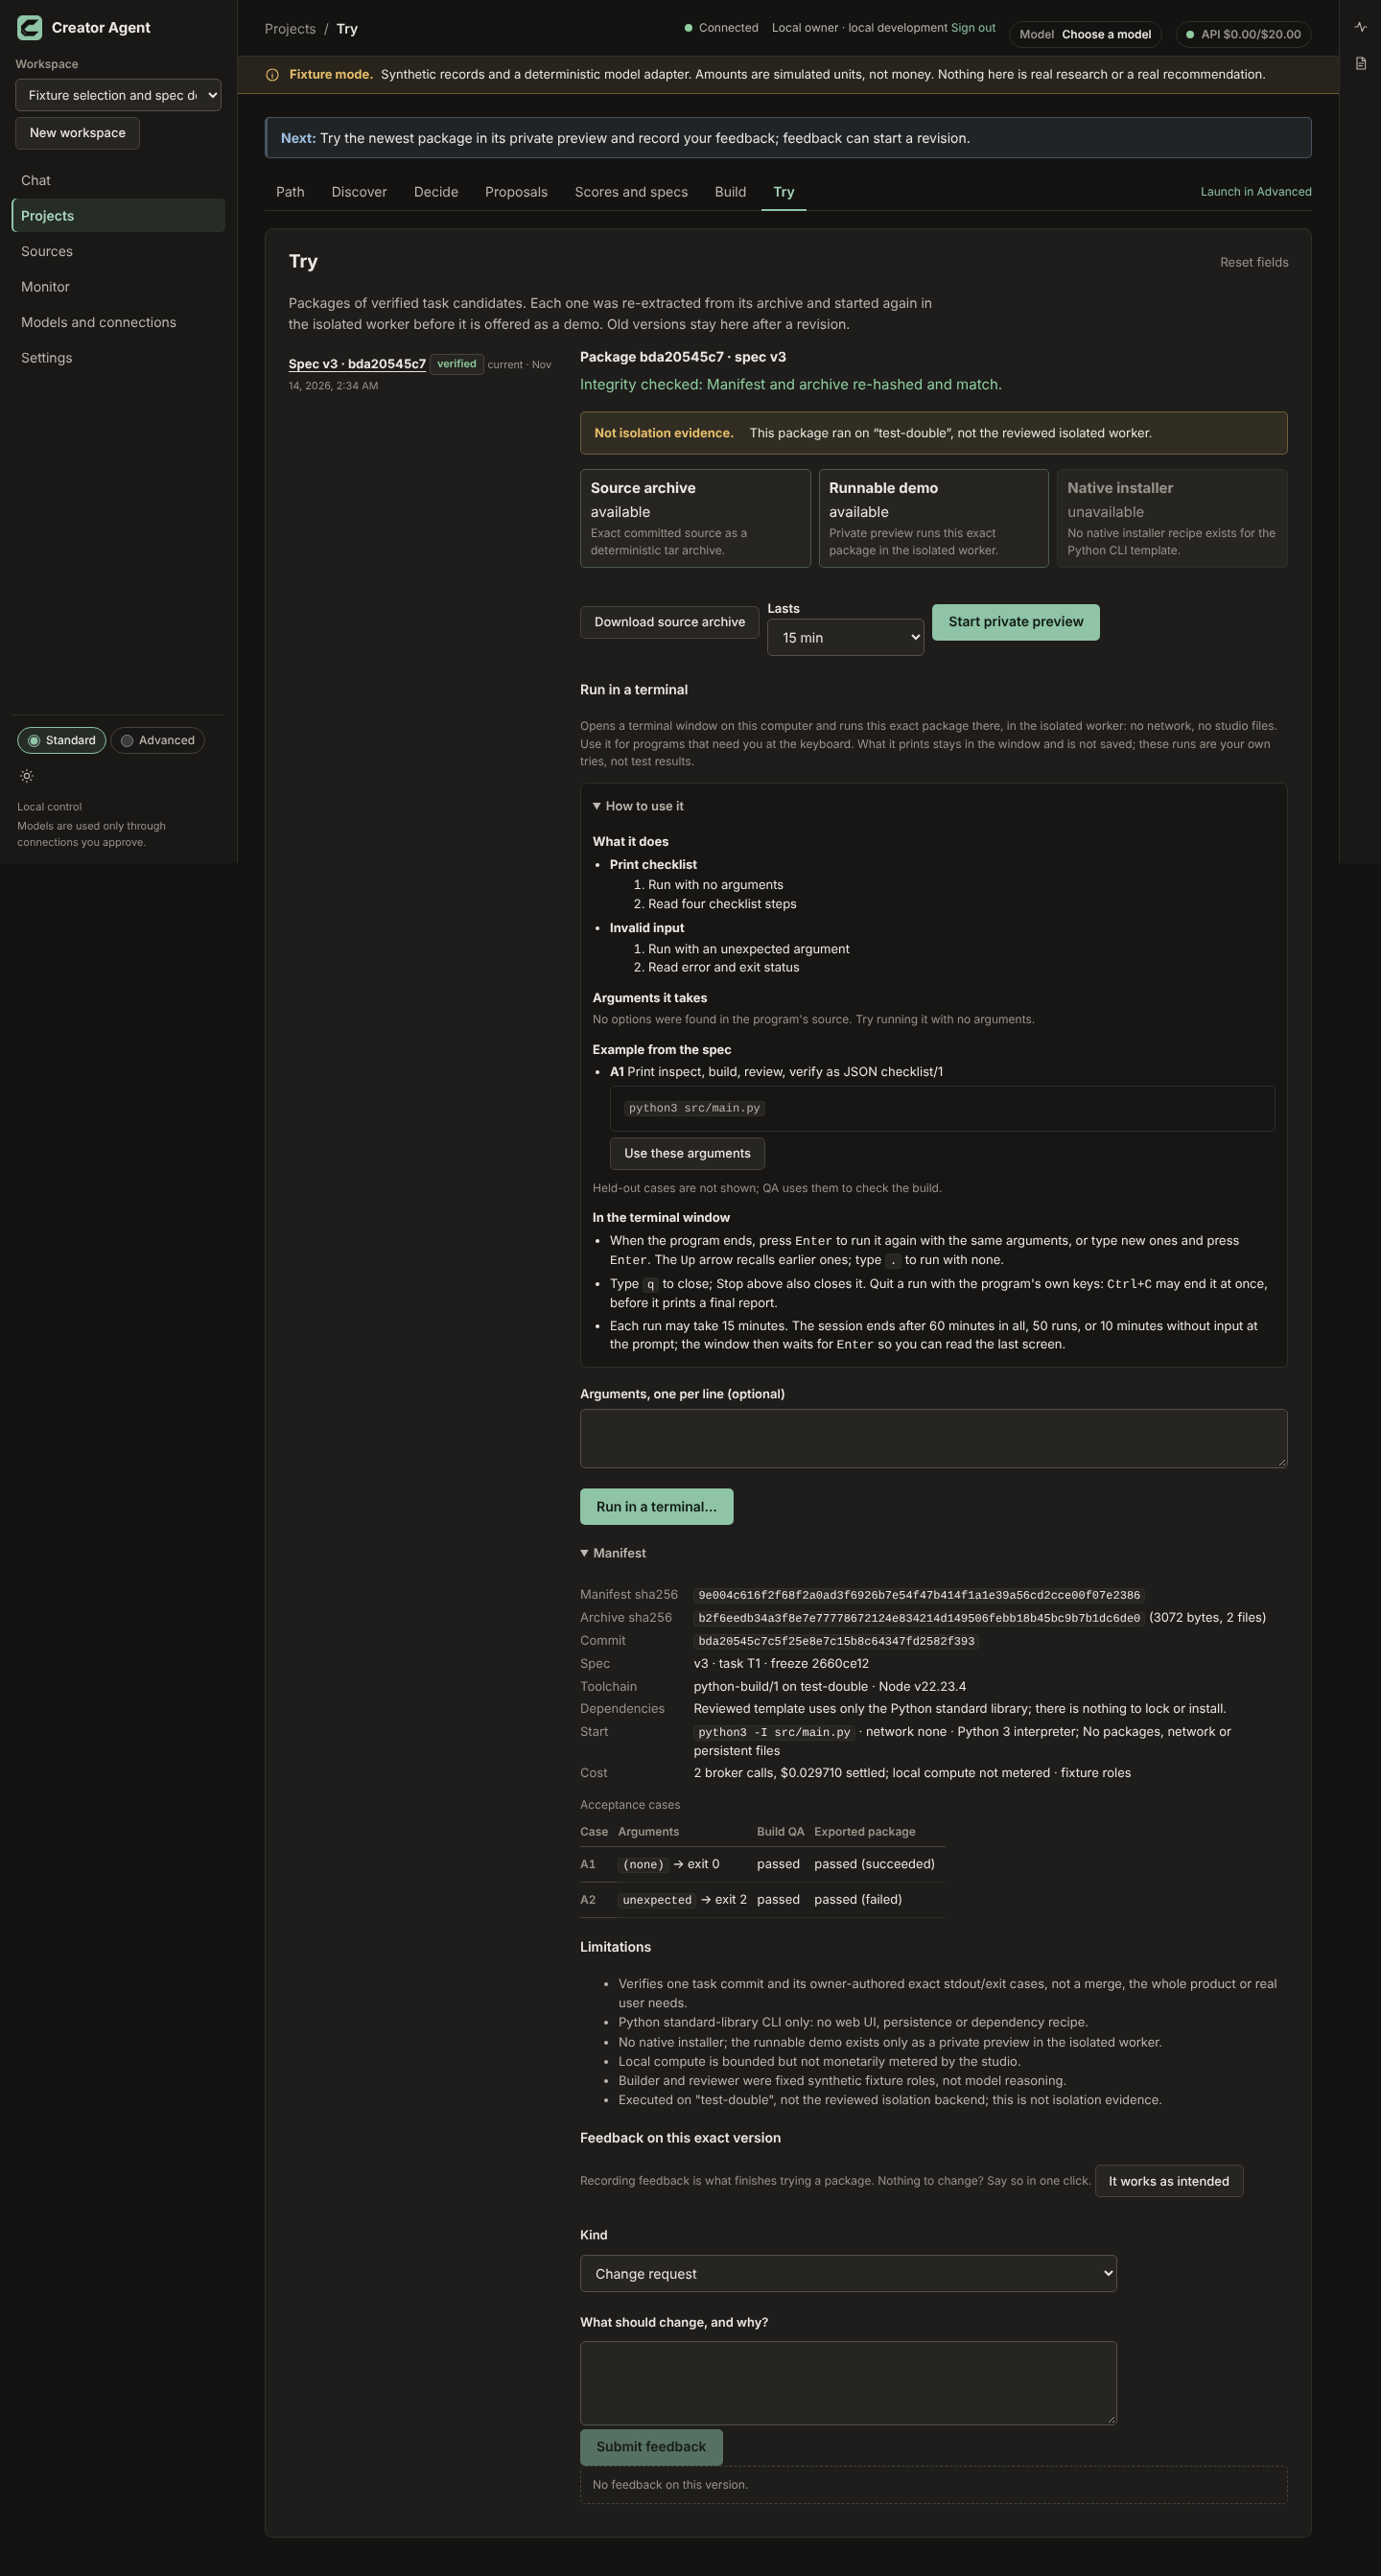 Creator Agent
Workspace
Fixture selection and spec d
New workspace
Chat
Projects
Sources
Monitor
Models and connections
Settings
Standard
Advanced
Local control
Models are used only through
connections you approve.
Projects / Try
Connected
Local owner · local development Sign out
Model Choose a model
API $0.00/$20.00
Fixture mode. Synthetic records and a deterministic model adapter. Amounts are simulated units, not money. Nothing here is real research or a real recommendation.
Next: Try the newest package in its private preview and record your feedback; feedback can start a revision.
Path
Discover
Decide
Proposals
Scores and specs
Build
Try
Launch in Advanced
Try
Reset fields
Packages of verified task candidates. Each one was re-extracted from its archive and started again in
the isolated worker before it is offered as a demo. Old versions stay here after a revision.
Spec v3 · bda20545c7 verified current · Nov
14, 2026, 2:34 AM
Package bda20545c7 · spec v3
Integrity checked: Manifest and archive re-hashed and match.
Not isolation evidence. This package ran on “test-double”, not the reviewed isolated worker.
Source archive
available
Exact committed source as a
deterministic tar archive.
Runnable demo
available
Private preview runs this exact
package in the isolated worker.
Native installer
unavailable
No native installer recipe exists for the
Python CLI template.
Download source archive
Lasts
15 min
Start private preview
Run in a terminal
Opens a terminal window on this computer and runs this exact package there, in the isolated worker: no network, no studio files.
Use it for programs that need you at the keyboard. What it prints stays in the window and is not saved; these runs are your own
tries, not test results.
▼ How to use it
What it does
• Print checklist
1. Run with no arguments
2. Read four checklist steps
• Invalid input
1. Run with an unexpected argument
2. Read error and exit status
Arguments it takes
No options were found in the program's source. Try running it with no arguments.
Example from the spec
• A1 Print inspect, build, review, verify as JSON checklist/1
python3 src/main.py
Use these arguments
Held-out cases are not shown; QA uses them to check the build.
In the terminal window
• When the program ends, press Enter to run it again with the same arguments, or type new ones and press
Enter. The Up arrow recalls earlier ones; type . to run with none.
• Type q to close; Stop above also closes it. Quit a run with the program's own keys: Ctrl+C may end it at once,
before it prints a final report.
• Each run may take 15 minutes. The session ends after 60 minutes in all, 50 runs, or 10 minutes without input at
the prompt; the window then waits for Enter so you can read the last screen.
Arguments, one per line (optional)
Run in a terminal...
▼ Manifest
Manifest sha256 9e004c616f2f68f2a0ad3f6926b7e54f47b414f1a1e39a56cd2cce00f07e2386
Archive sha256 b2f6eedb34a3f8e7e77778672124e834214d149506febb18b45bc9b7b1dc6de0 (3072 bytes, 2 files)
Commit bda20545c7c5f25e8e7c15b8c64347fd2582f393
Spec v3 · task T1 · freeze 2660ce12
Toolchain python-build/1 on test-double · Node v22.23.4
Dependencies Reviewed template uses only the Python standard library; there is nothing to lock or install.
Start python3 -I src/main.py · network none · Python 3 interpreter; No packages, network or
persistent files
Cost 2 broker calls, $0.029710 settled; local compute not metered · fixture roles
Acceptance cases
Case Arguments Build QA Exported package
A1 (none) → exit 0 passed passed (succeeded)
A2 unexpected → exit 2 passed passed (failed)
Limitations
• Verifies one task commit and its owner-authored exact stdout/exit cases, not a merge, the whole product or real
user needs.
• Python standard-library CLI only: no web UI, persistence or dependency recipe.
• No native installer; the runnable demo exists only as a private preview in the isolated worker.
• Local compute is bounded but not monetarily metered by the studio.
• Builder and reviewer were fixed synthetic fixture roles, not model reasoning.
• Executed on "test-double", not the reviewed isolation backend; this is not isolation evidence.
Feedback on this exact version
Recording feedback is what finishes trying a package. Nothing to change? Say so in one click. It works as intended
Kind
Change request
What should change, and why?
Submit feedback
No feedback on this version.